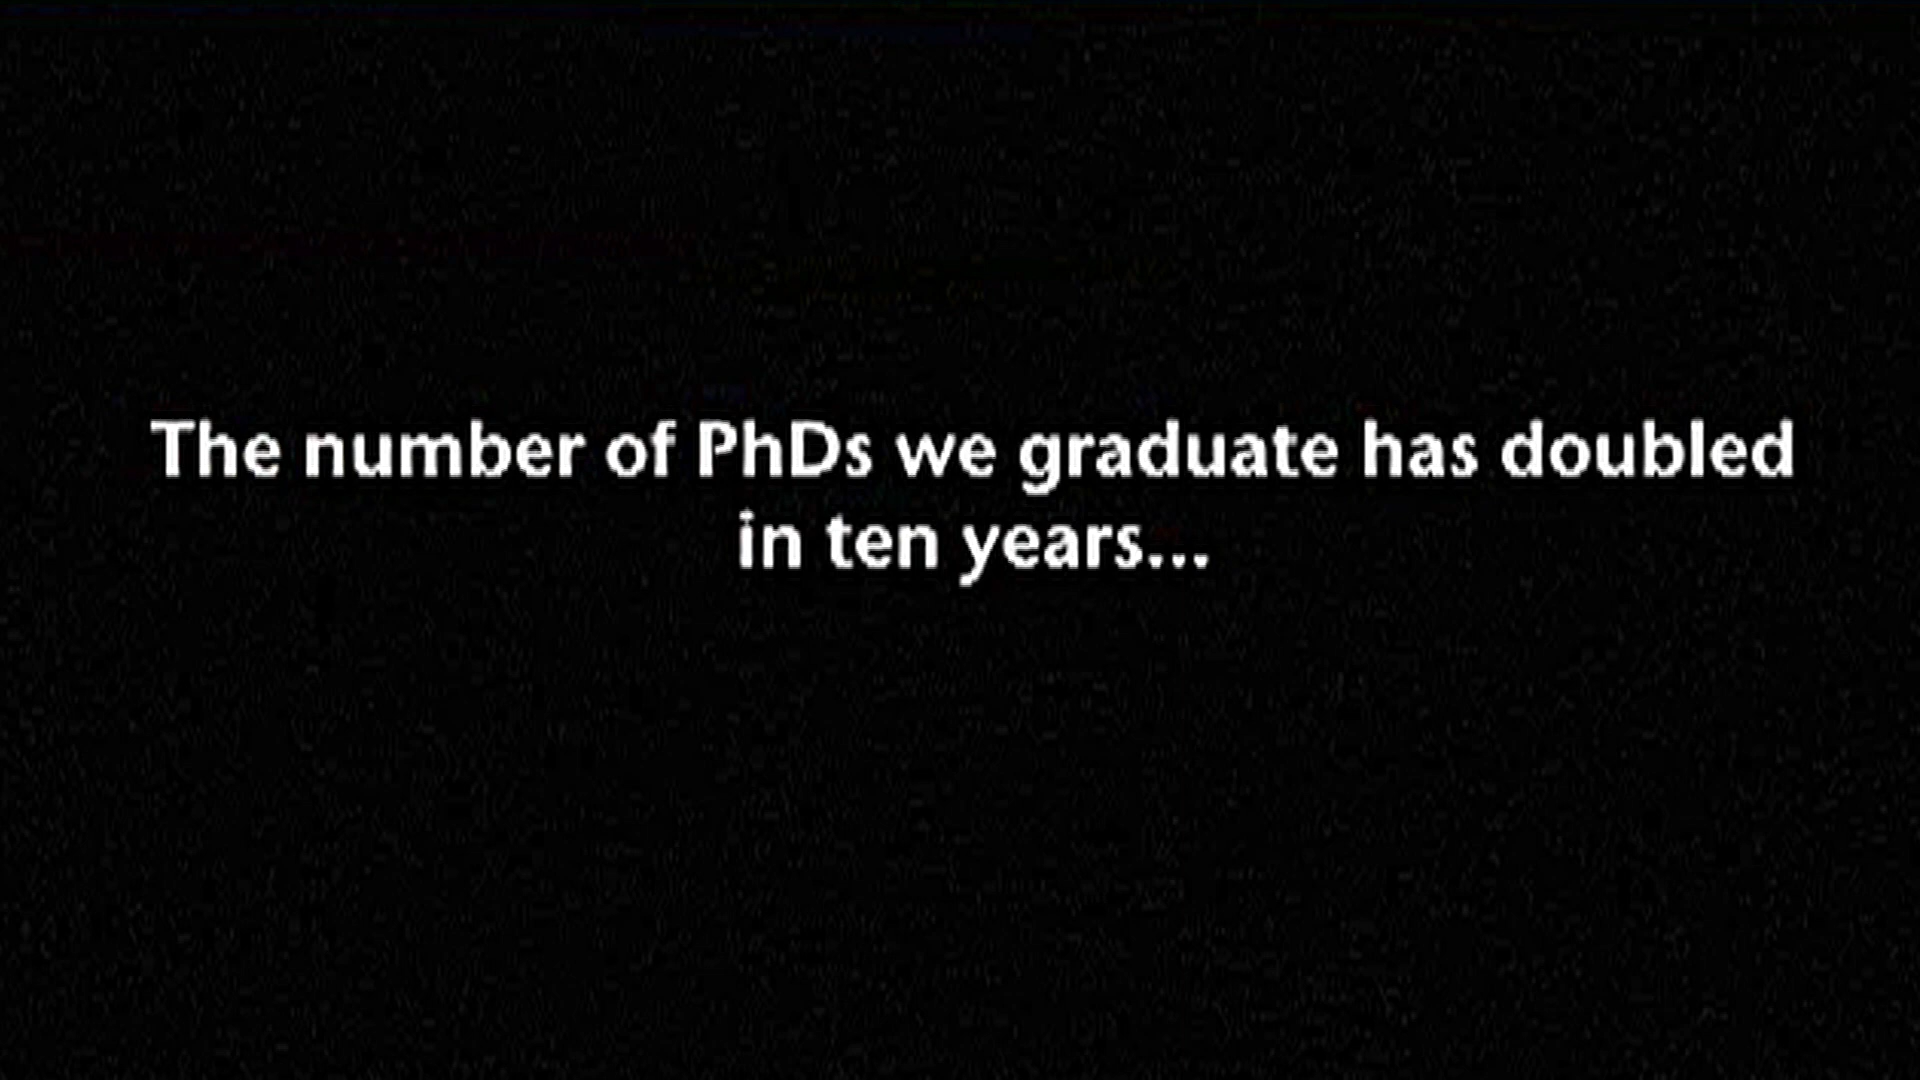 The number of PhDs we graduate has doubled
in ten years...